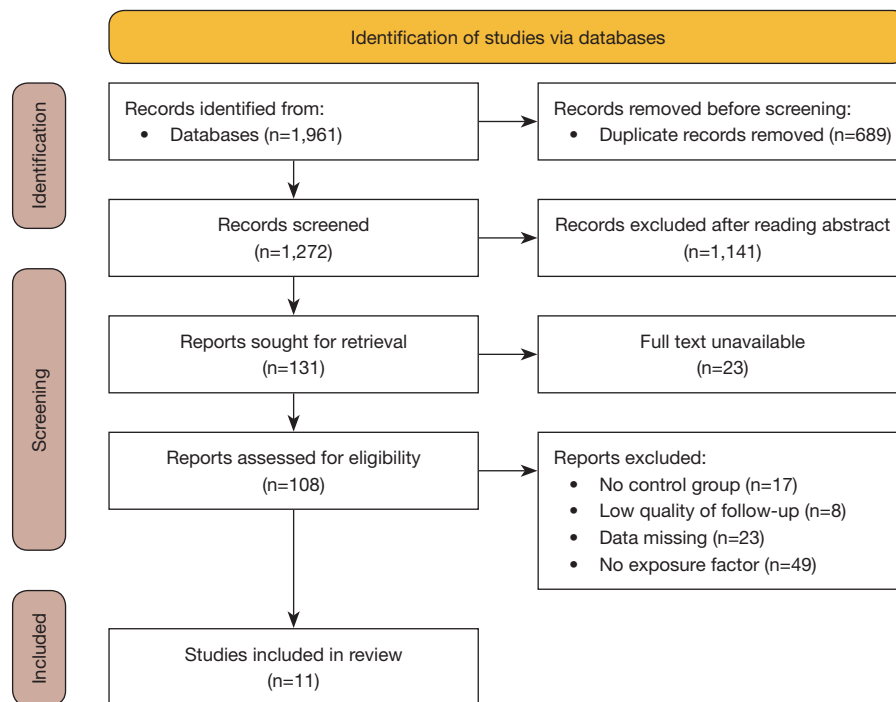 Identification of studies via databases
Identification
Records identified from:
• Databases (n=1,961)
Records removed before screening:
• Duplicate records removed (n=689)
Records screened
(n=1,272)
Records excluded after reading abstract
(n=1,141)
Screening
Reports sought for retrieval
(n=131)
Full text unavailable
(n=23)
Reports assessed for eligibility
(n=108)
Reports excluded:
• No control group (n=17)
• Low quality of follow-up (n=8)
• Data missing (n=23)
• No exposure factor (n=49)
Included
Studies included in review
(n=11)